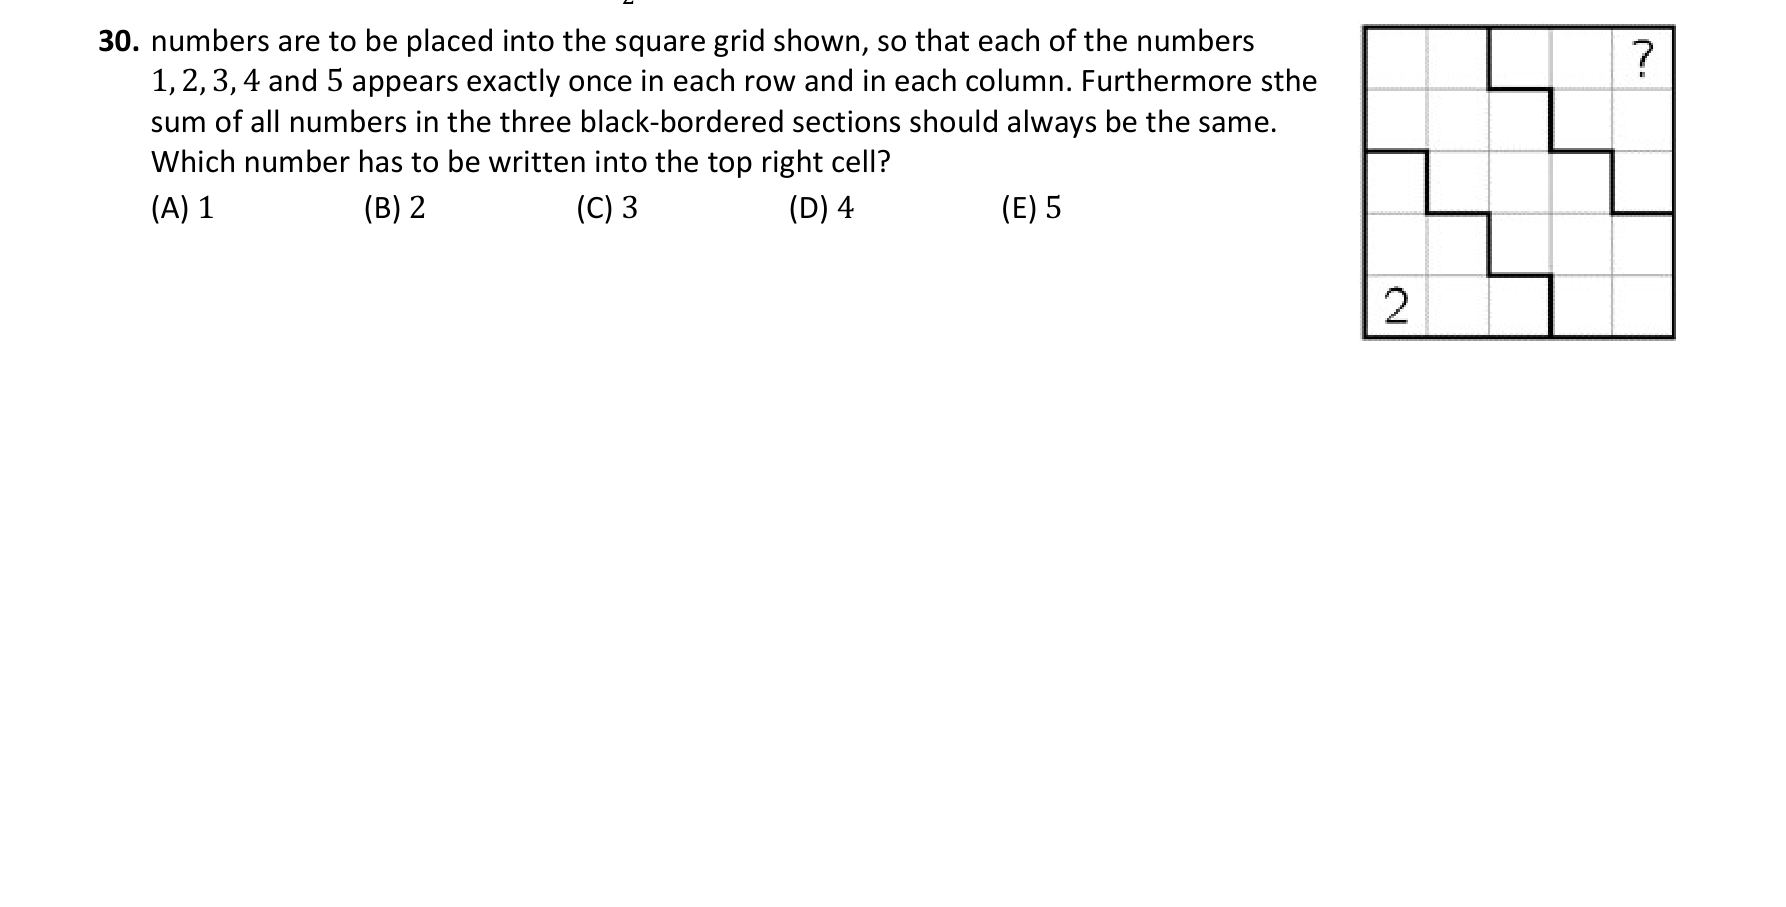 30. numbers are to be placed into the square grid shown, so that each of the numbers
1, 2, 3, 4 and 5 appears exactly once in each row and in each column. Furthermore sthe
sum of all numbers in the three black-bordered sections should always be the same.
Which number has to be written into the top right cell?
(A) 1 (B) 2 (C) 3 (D) 4 (E) 5
?
2